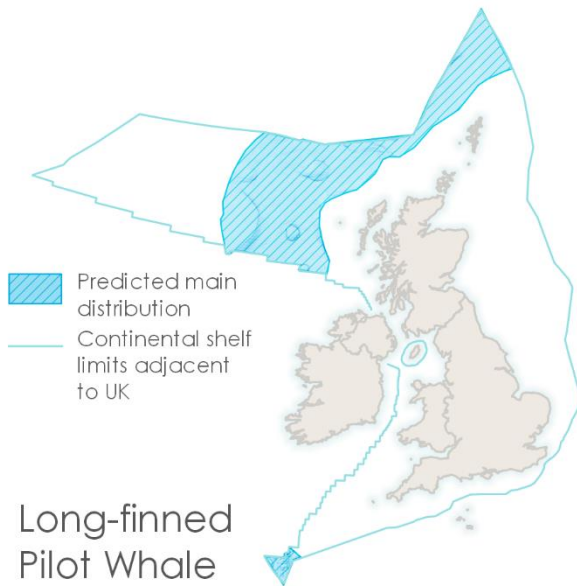 Predicted main
distribution
Continental shelf
limits adjacent
to UK
Long-finned
Pilot Whale